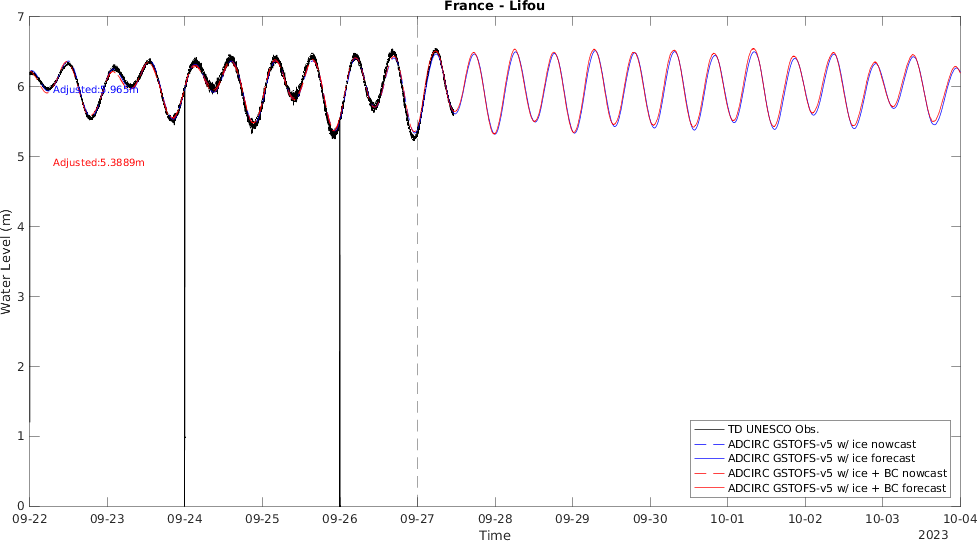 France - Lifou
7
6
5
4
3
2
1
0
Water Level (m)
Adjusted:5.965m
Adjusted:5.3889m
TD UNESCO Obs.
ADCIRC GSTOFS-v5 w/ ice nowcast
ADCIRC GSTOFS-v5 w/ ice forecast
ADCIRC GSTOFS-v5 w/ ice + BC nowcast
ADCIRC GSTOFS-v5 w/ ice + BC forecast
09-22 09-23 09-24 09-25 09-26 09-27 09-28 09-29 09-30 10-01 10-02 10-03 10-04
Time
2023